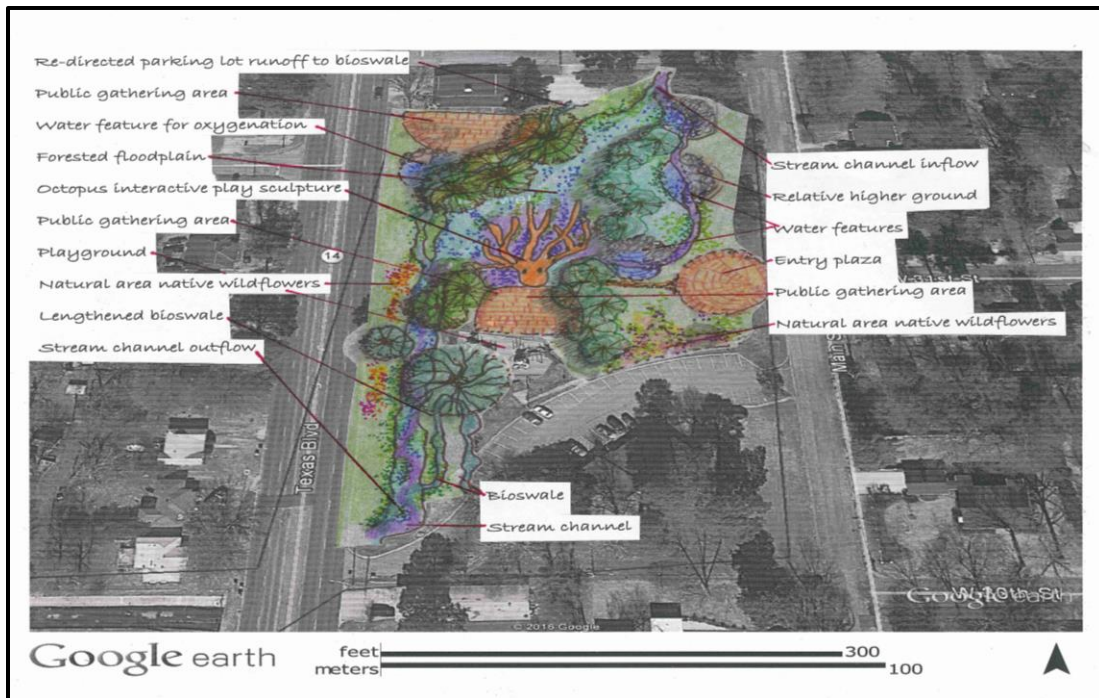 Re-directed parking lot runoff to bioswale
Public gathering area
Water feature for oxygenation
Forested floodplain
Octopus interactive play sculpture
Public gathering area
Playground
Natural area native wildflowers
Lengthened bioswale
Stream channel outflow
Stream channel inflow
Relative higher ground
Water features
Entry plaza
Public gathering area
Natural area native wildflowers
Bioswale
Stream channel
14
Texas Blvd
Main
Google earth
© 2016 Google
Google earth
feet 300
meters 100